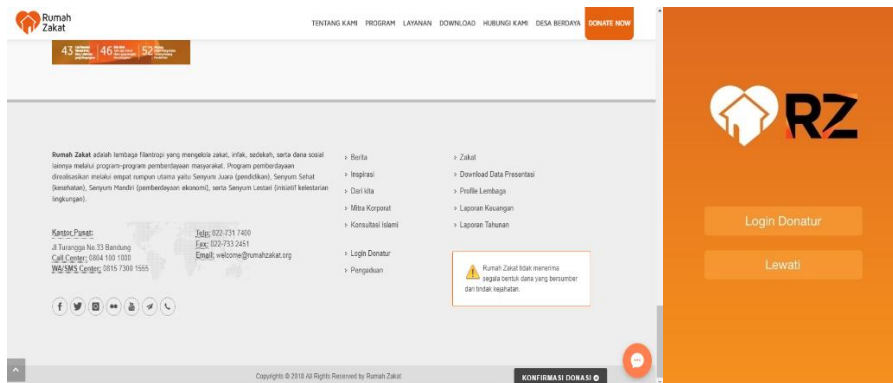 Rumah
Zakat
TENTANG KAMI PROGRAM LAYANAN DOWNLOAD HUBUNGI KAMI DESA BERDAYA DONATE NOW
43 46 52
Rumah Zakat adalah lembaga filantropi yang mengelola zakat, infak, sedekah, serta dana sosial
lainnya melalui program-program pemberdayaan masyarakat. Program pemberdayaan
direalisasikan melalui empat rumpun utama yaitu Senyum Juara (pendidikan), Senyum Sehat
(kesehatan), Senyum Mandiri (pemberdayaan ekonomi), serta Senyum Lestari (inisiatif kelestarian
lingkungan).
Kantor Pusat:
Jl Turangga No.33 Bandung
Call Center: 0804 100 1000
WA/SMS Center: 0815 7300 1555
Telp: 022-731 7400
Fax: 022-733 2451
Email: welcome@rumahzakat.org
› Berita
› Inspirasi
› Dari kita
› Mitra Korporat
› Konsultasi Islami
› Login Donatur
› Pengaduan
› Zakat
› Download Data Presentasi
› Profile Lembaga
› Laporan Keuangan
› Laporan Tahunan
Rumah Zakat tidak menerima
segala bentuk dana yang bersumber
dari tindak kejahatan.
Copyrights © 2018 All Rights Reserved by Rumah Zakat
KONFIRMASI DONASI
RZ
Login Donatur
Lewati